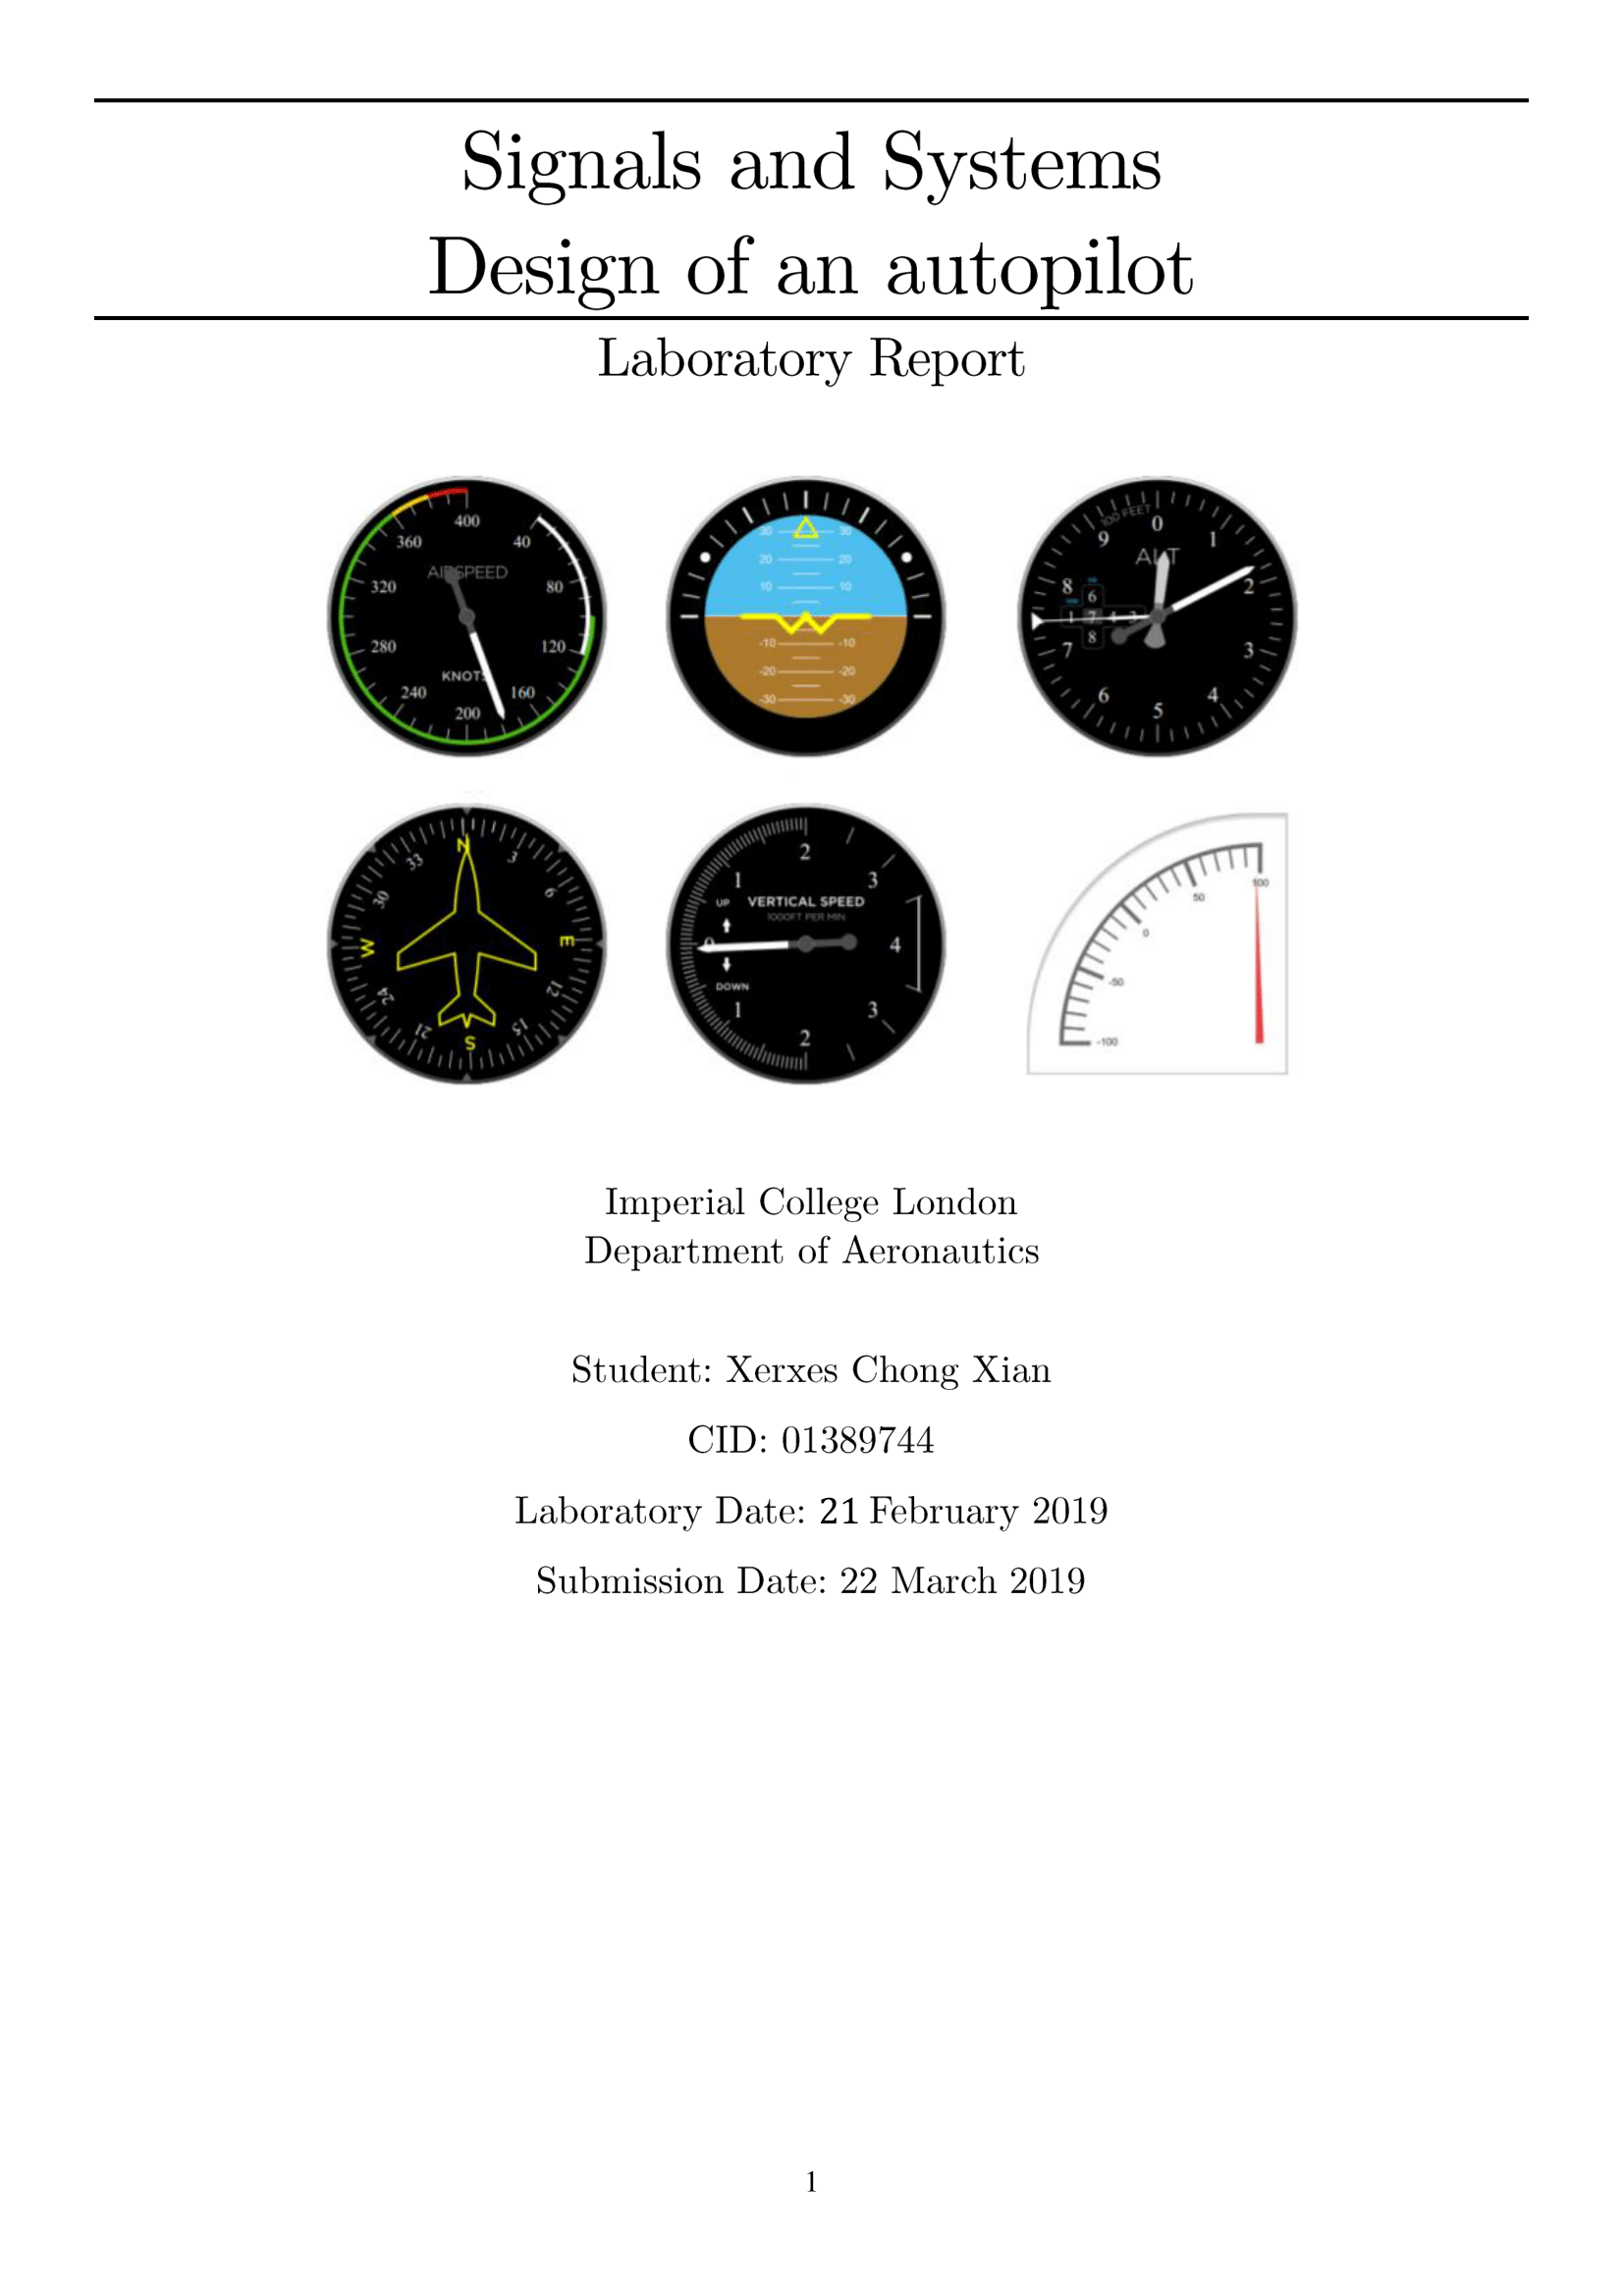 Signals and Systems
Design of an autopilot
Laboratory Report
400
360 40
AIRSPEED
320 80
280 120
KNOTS
240 160
200
30 30
20 20
10 10
-10 -10
-20 -20
-30 -30
100 FEET
0
9 1
ALT
8 2
6
1 7 4 3
8
7 3
6 4
5
N
33 3
30 6
W E
24 12
21 15
S
2
1 3
UP VERTICAL SPEED
1000FT PER MIN
0 4
DOWN
1 3
2
100
50
0
-50
-100
Imperial College London
Department of Aeronautics
Student: Xerxes Chong Xian
CID: 01389744
Laboratory Date: 21 February 2019
Submission Date: 22 March 2019
1